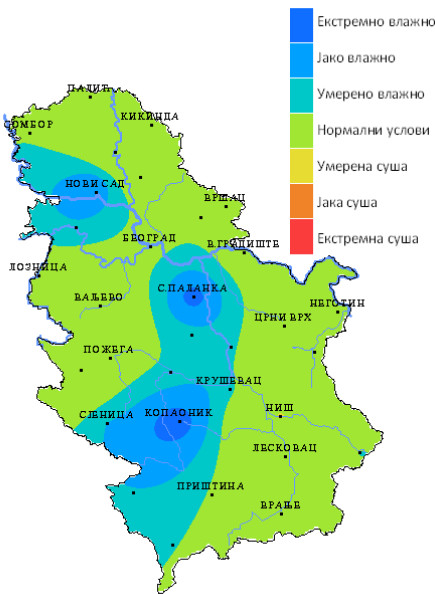 Екстремно влажно
Јако влажно
Умерено влажно
Нормални услови
Умерена суша
Јака суша
Екстремна суша
ПАЛИЋ
СОМБОР
КИКИНДА
НОВИ САД
ВРШАЦ
БЕОГРАД
В.ГРАДИШТЕ
ЛОЗНИЦА
С.ПАЛАНКА
ВАЉЕВО
НЕГОТИН
ЦРНИ ВРХ
ПОЖЕГА
КРУШЕВАЦ
СЈЕНИЦА
КОПАОНИК
НИШ
ЛЕСКОВАЦ
ПРИШТИНА
ВРАЊЕ